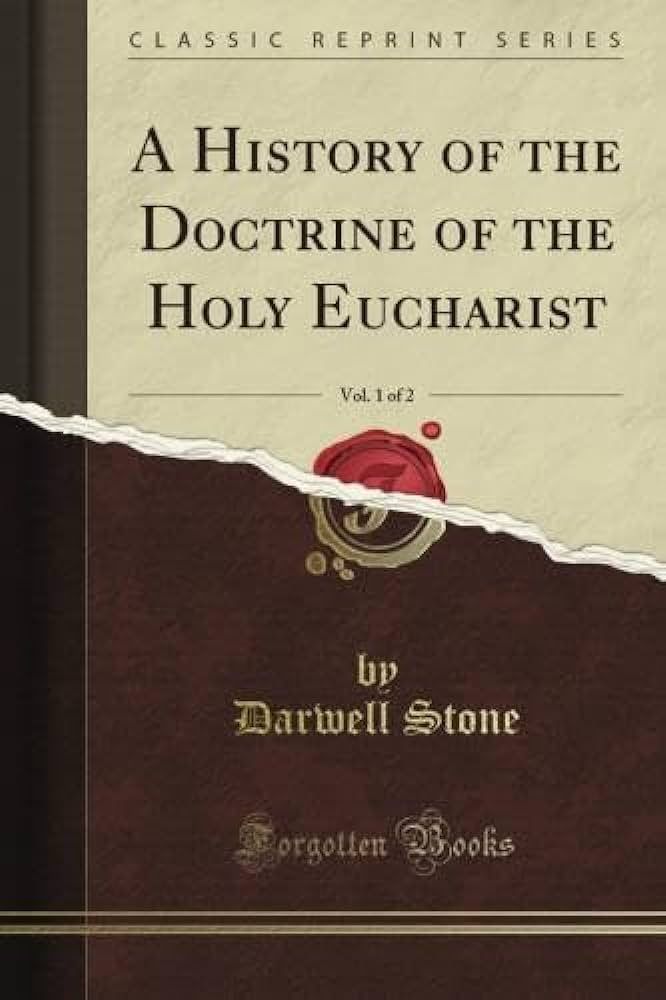 CLASSIC REPRINT SERIES
A HISTORY OF THE
DOCTRINE OF THE
HOLY EUCHARIST
Vol. 1 of 2
F
by
Darwell Stone
Forgotten Books